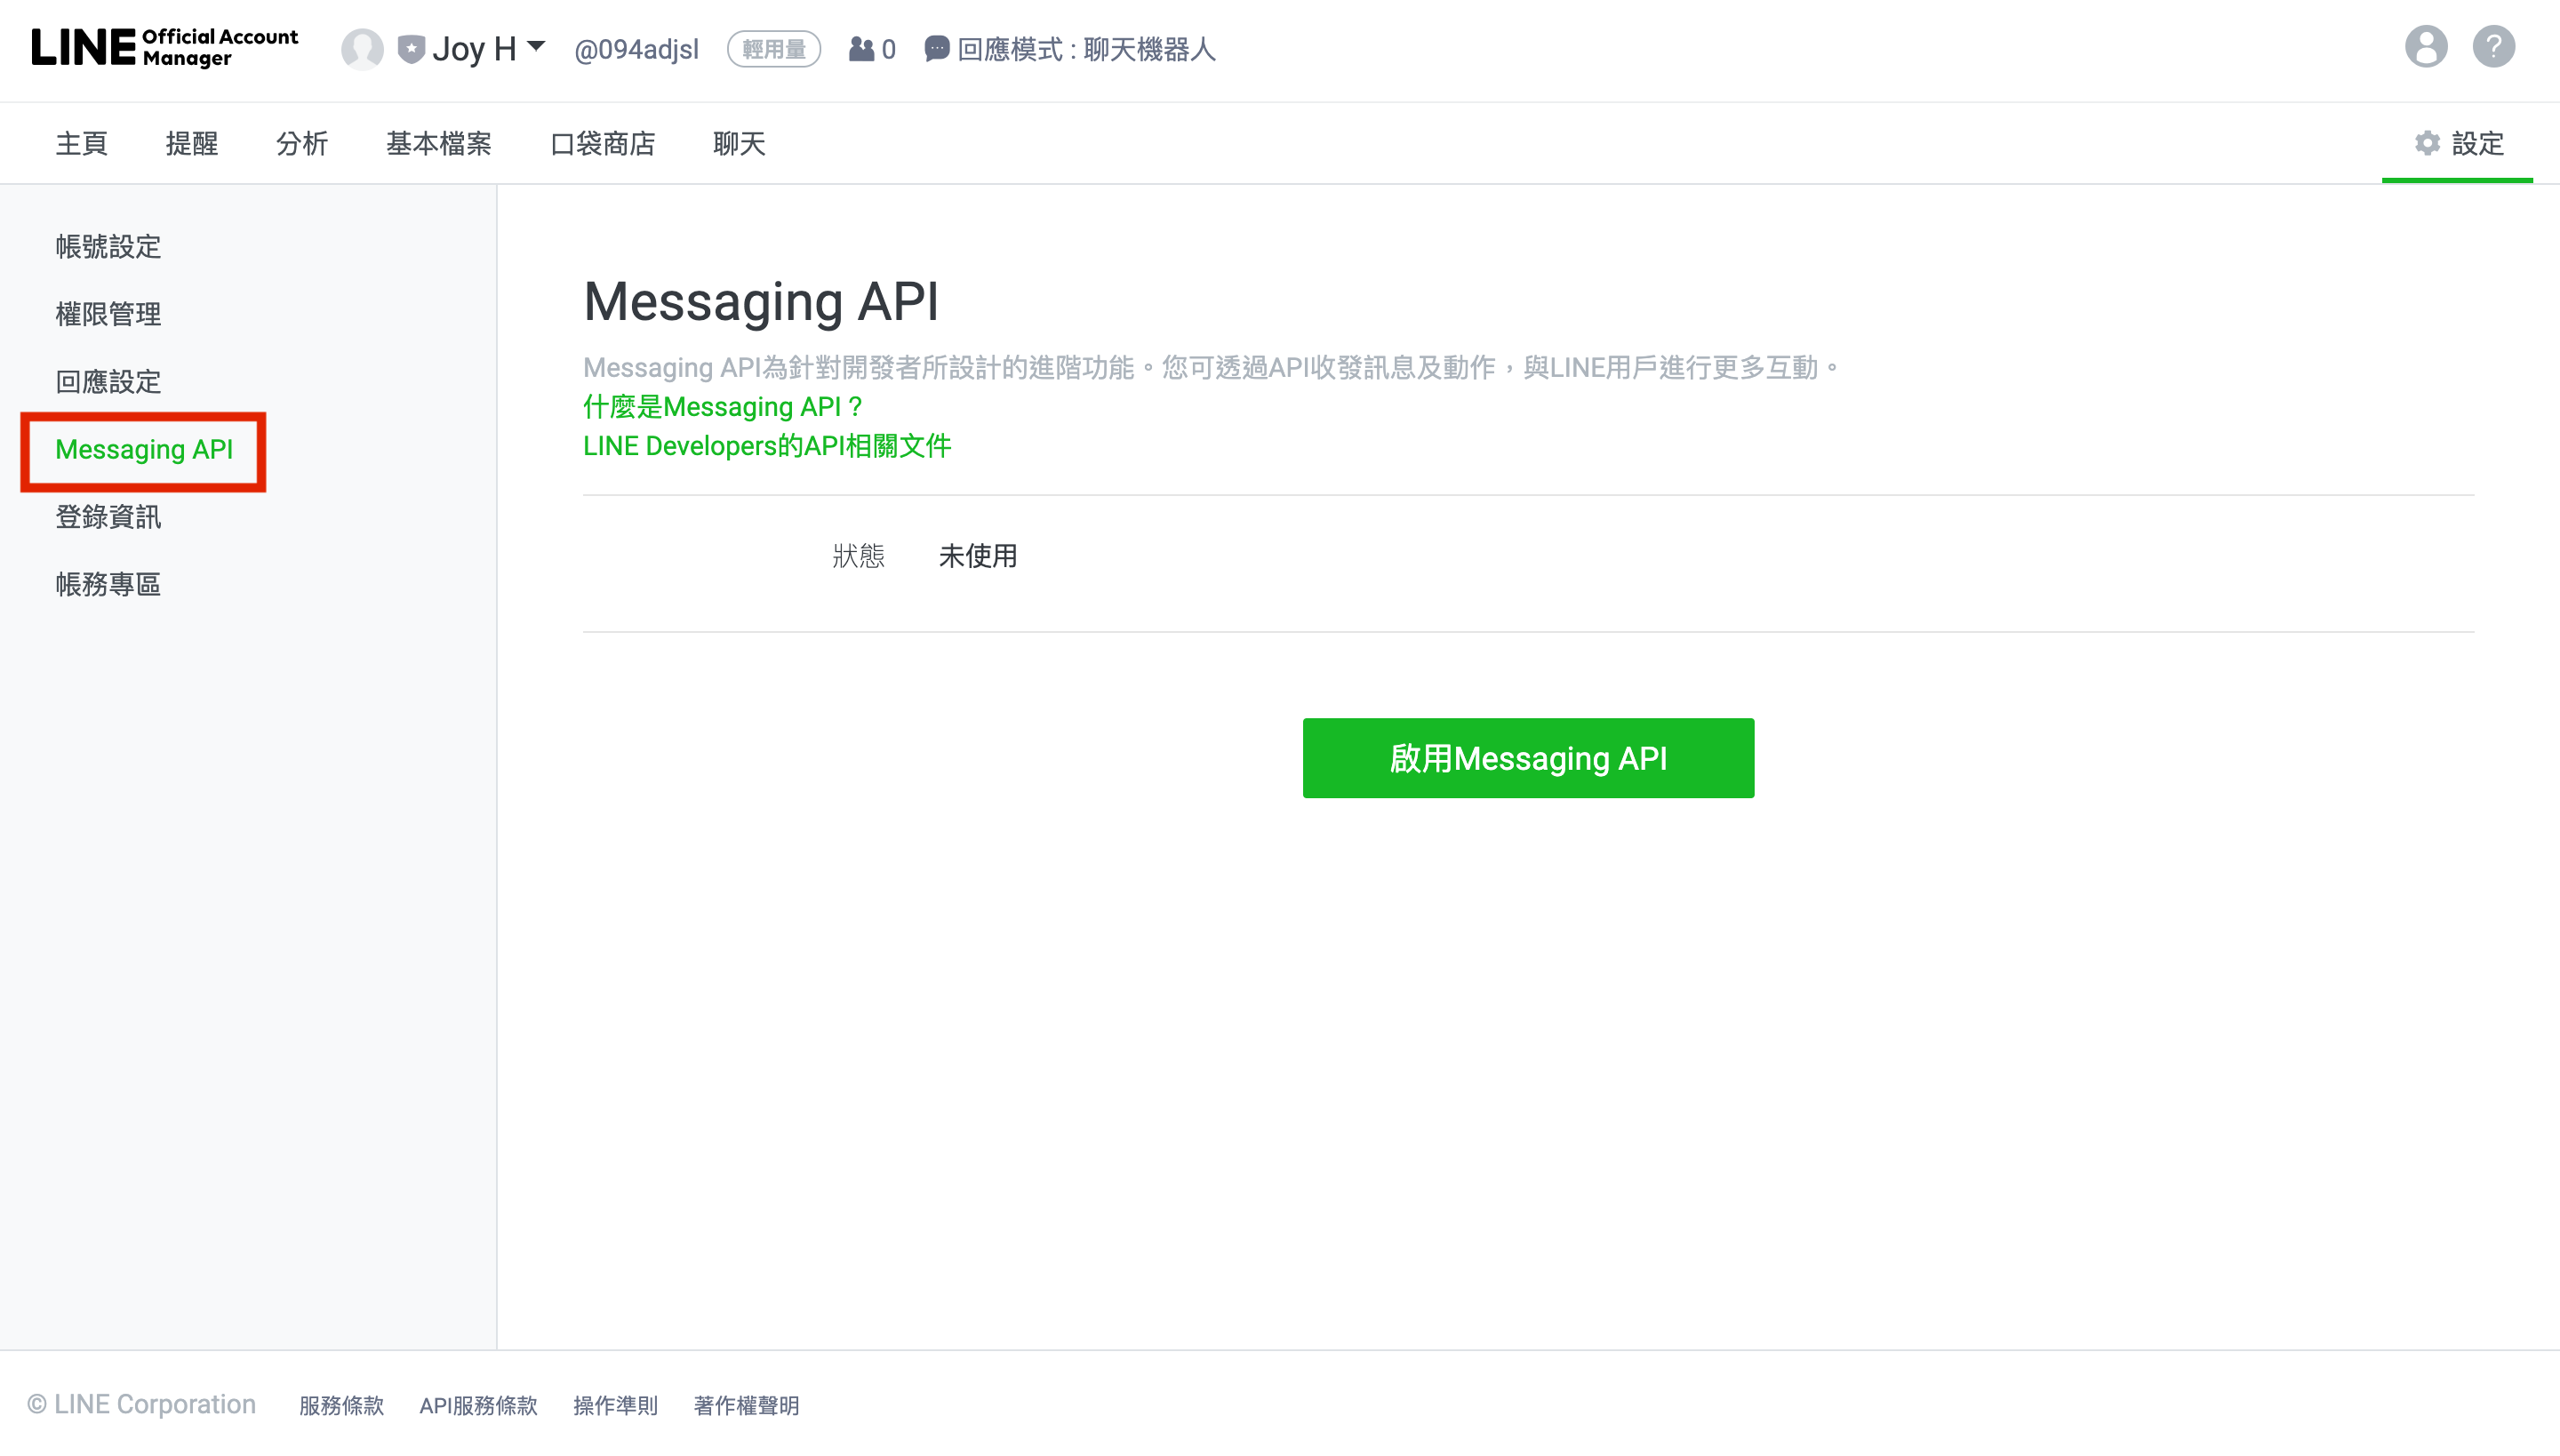 LINE Official Account Manager
Joy H
@094adjsl
輕用量
0
回應模式 : 聊天機器人
?
主頁
提醒
分析
基本檔案
口袋商店
聊天
設定
帳號設定
權限管理
回應設定
Messaging API
登錄資訊
帳務專區
Messaging API
Messaging API為針對開發者所設計的進階功能。您可透過API收發訊息及動作，與LINE用戶進行更多互動。
什麼是Messaging API？
LINE Developers的API相關文件
狀態 未使用
啟用Messaging API
© LINE Corporation
服務條款
API服務條款
操作準則
著作權聲明